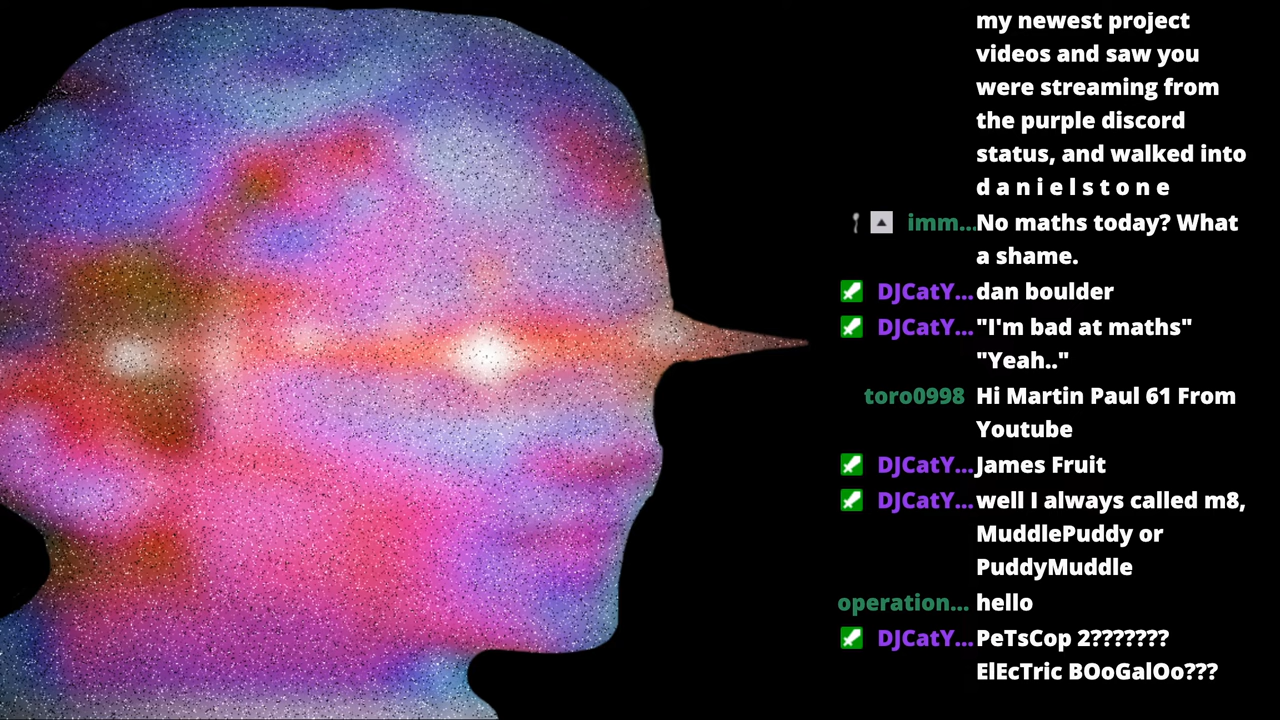 my newest project
videos and saw you
were streaming from
the purple discord
status, and walked into
d a n i e l s t o n e
imm... No maths today? What
a shame.
DJCatY... dan boulder
DJCatY... "I'm bad at maths"
"Yeah.."
toro0998 Hi Martin Paul 61 From
Youtube
DJCatY... James Fruit
DJCatY... well I always called m8,
MuddlePuddy or
PuddyMuddle
operation... hello
DJCatY... PeTsCop 2???????
ElEcTric BOoGalOo???